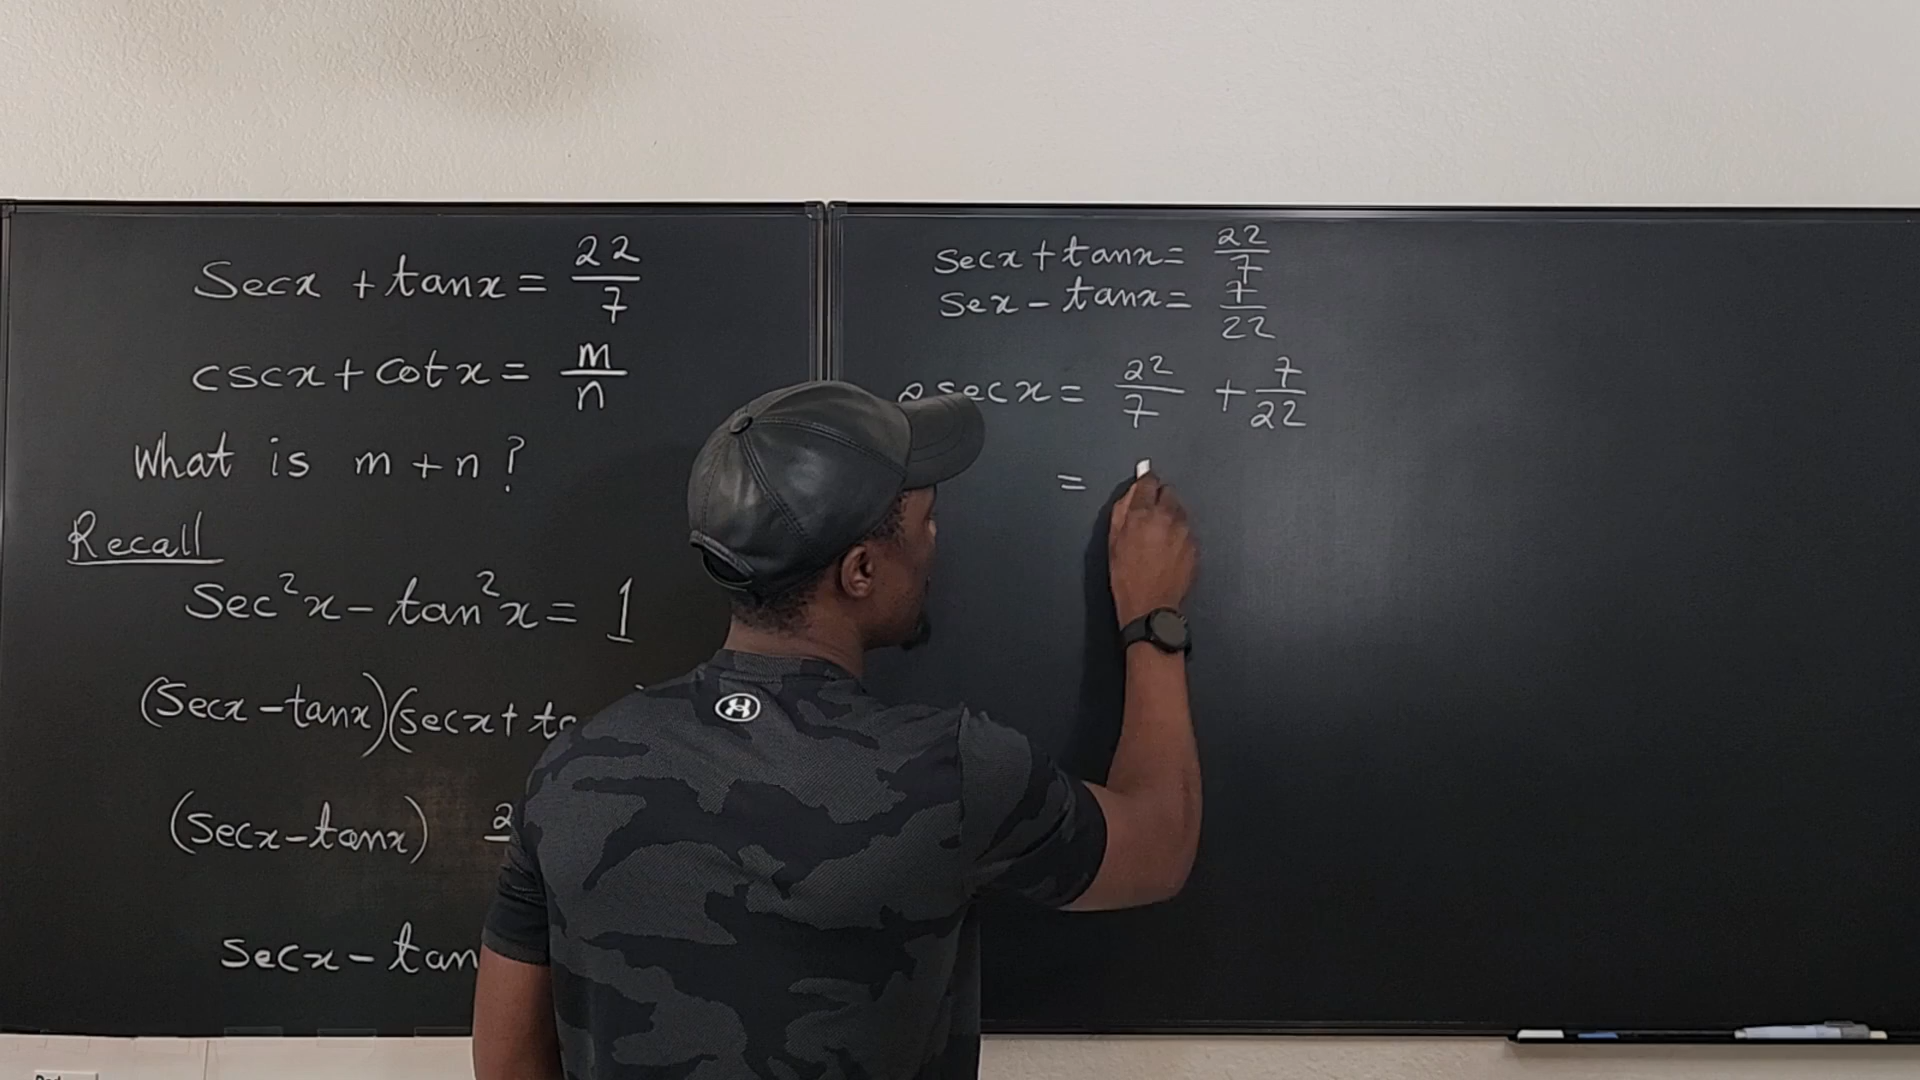 Secx + tanx = 22/7
cscx + cotx = m/n
What is m + n ?
Recall
Sec²x - tan²x = 1
(Secx - tanx)(secx +
(secx - tanx)
secx - tan
secx + tanx = 22/7
sex - tanx = 7/22
secx = 22/7 + 7/22
=